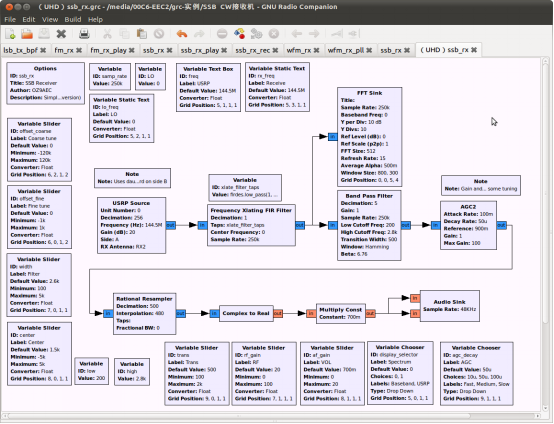 (UHD) ssb_rx.grc - /media/00C6-EEC2/grc-实例/SSB CW接收机 - GNU Radio Companion
File Edit View Build Help
lsb_tx_bpf
fm_rx
fm_rx_play
ssb_rx
ssb_rx_play
ssb_rx_rec
wfm_rx
wfm_rx_pll
ssb_rx
(UHD) ssb_rx
Options
ID: ssb_rx
Title: SSB Receiver
Author: OZ9AEC
Description: Simpl...version)
Variable
ID: samp_rate
Value: 250k
Variable
ID: LO
Value: 0
Variable Text Box
ID: freq
Label: USRP
Default Value: 144.5M
Converter: Float
Grid Position: 5, 1, 1, 1
Variable Static Text
ID: rx_freq
Label: Receive
Default Value: 144.5M
Converter: Float
Grid Position: 5, 3, 1, 1
Variable Static Text
ID: lo_freq
Label: LO
Default Value: 0
Converter: Float
Grid Position: 5, 2, 1, 1
FFT Sink
Title:
Sample Rate: 250k
Baseband Freq: 0
Y per Div: 10 dB
Y Divs: 10
Ref Level (dB): 0
Ref Scale (p2p): 1
FFT Size: 512
Refresh Rate: 15
Average Alpha: 500m
Window Size: 800, 300
Grid Position: 0, 0, 5, 4
in
Variable Slider
ID: offset_coarse
Label: Coarse tune
Default Value: 0
Minimum: -120k
Maximum: 120k
Converter: Float
Grid Position: 6, 2, 1, 2
Note
Note: Uses dau...rd on side B
Variable
ID: xlate_filter_taps
Value: firdes.low_pass(1, ...
Note
Note: Gain and... some tuning
Variable Slider
ID: offset_fine
Label: Fine tune
Default Value: 0
Minimum: -1k
Maximum: 1k
Converter: Float
Grid Position: 6, 0, 1, 2
USRP Source
Unit Number: 0
Decimation: 256
Frequency (Hz): 144.5M
Gain (dB): 20
Side: A
RX Antenna: RX2
out
in
Frequency Xlating FIR Filter
Decimation: 1
Taps: xlate_filter_taps
Center Frequency: 0
Sample Rate: 250k
out
in
Band Pass Filter
Decimation: 5
Gain: 1
Sample Rate: 250k
Low Cutoff Freq: 200
High Cutoff Freq: 2.8k
Transition Width: 500
Window: Hamming
Beta: 6.76
out
in
AGC2
Attack Rate: 100m
Decay Rate: 50u
Reference: 900m
Gain: 1
Max Gain: 100
out
Variable Slider
ID: width
Label: Filter
Default Value: 2.6k
Minimum: 100
Maximum: 5k
Converter: Float
Grid Position: 7, 0, 1, 1
in
Rational Resampler
Decimation: 500
Interpolation: 480
Taps:
Fractional BW: 0
out
in
Complex to Real
out
in
Multiply Const
Constant: 700m
out
in
in
Audio Sink
Sample Rate: 48KHz
Variable Slider
ID: center
Label: Center
Default Value: 1.5k
Minimum: -5k
Maximum: 5k
Converter: Float
Grid Position: 8, 0, 1, 1
Variable
ID: low
Value: 200
Variable
ID: high
Value: 2.8k
Variable Slider
ID: trans
Label: Trans
Default Value: 500
Minimum: 100
Maximum: 2k
Converter: Float
Grid Position: 9, 0, 1, 1
Variable Slider
ID: rf_gain
Label: RF
Default Value: 20
Minimum: 0
Maximum: 100
Converter: Float
Grid Position: 7, 1, 1, 1
Variable Slider
ID: af_gain
Label: VOL
Default Value: 700m
Minimum: 0
Maximum: 20
Converter: Float
Grid Position: 8, 1, 1, 1
Variable Chooser
ID: display_selector
Label: Spectrum
Default Value: 0
Choices: 0, 1
Labels: Baseband, USRP
Type: Drop Down
Grid Position: 5, 0, 1, 1
Variable Chooser
ID: agc_decay
Label: AGC
Default Value: 50u
Choices: 10u, 50u, 100u
Labels: Fast, Medium, Slow
Type: Drop Down
Grid Position: 9, 1, 1, 1